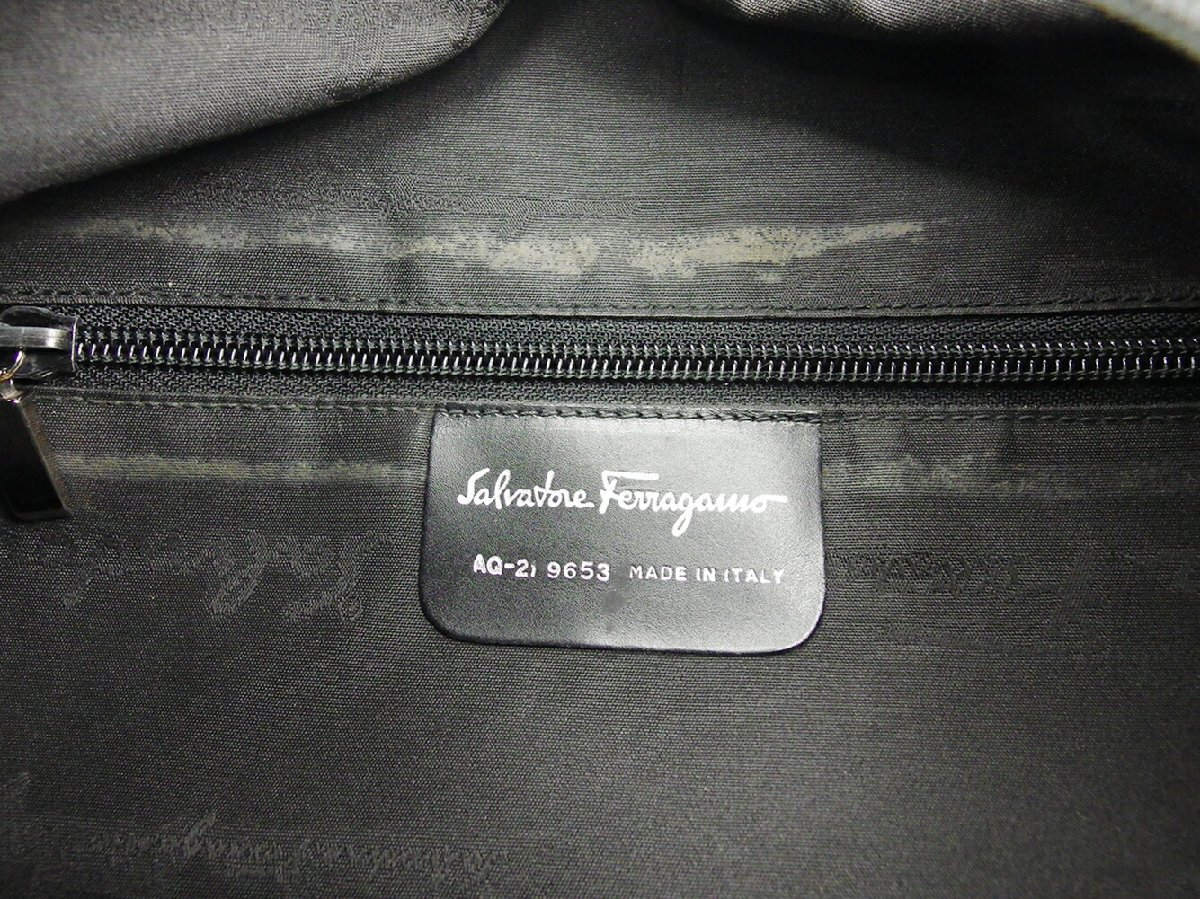 Salvatore Ferragamo
AQ-21 9653 MADE IN ITALY